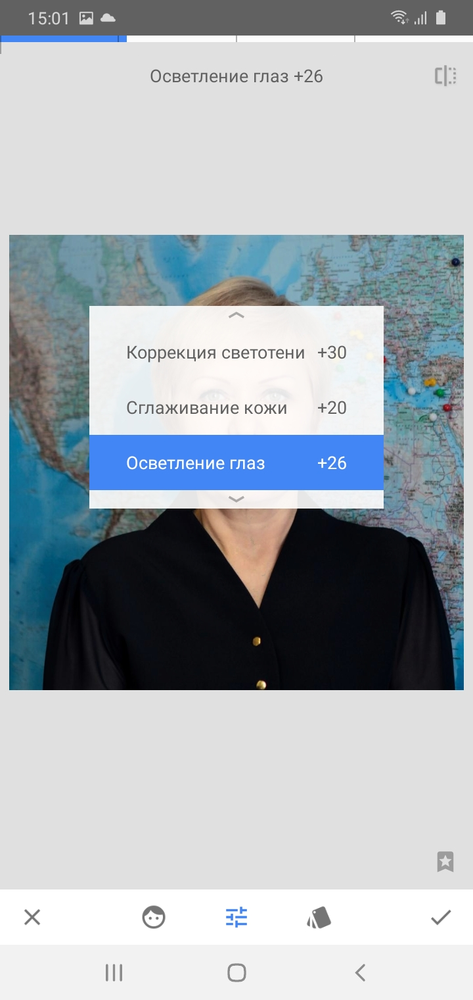 15:01
Осветление глаз +26
Коррекция светотени +30
Сглаживание кожи +20
Осветление глаз +26